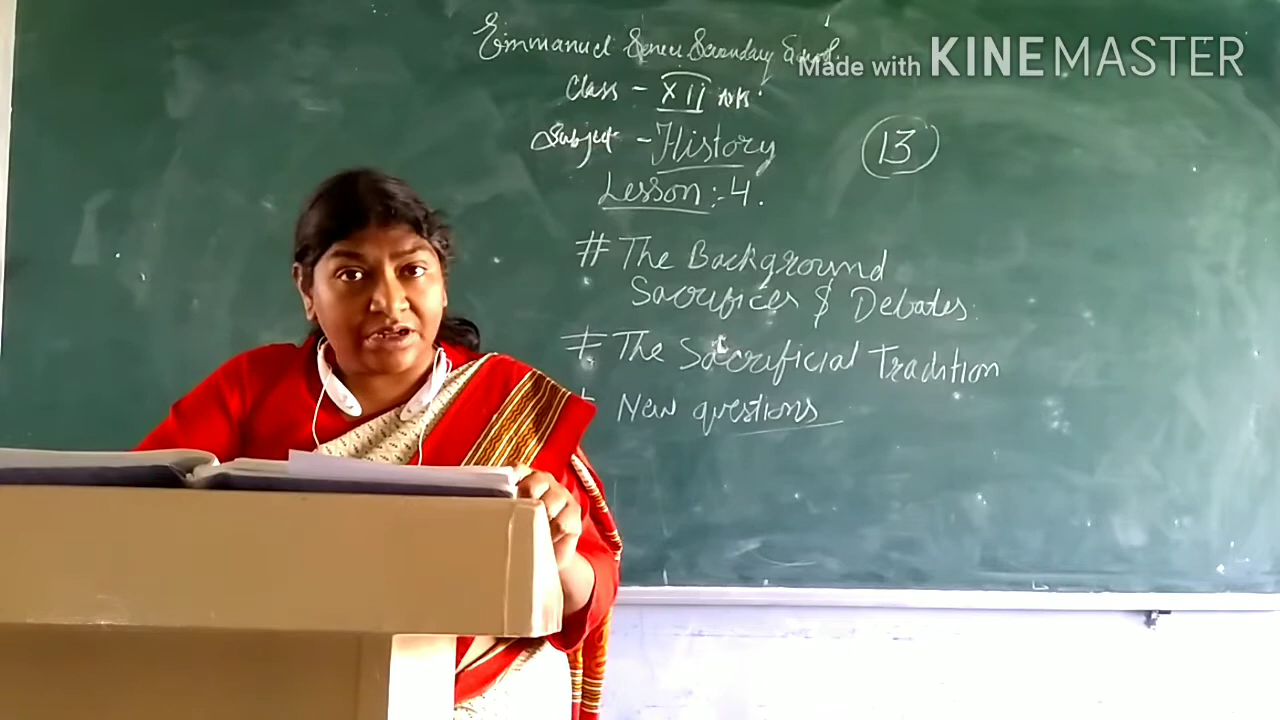 Emmanuel Senior Secondary School.
Made with KINEMASTER
Class - XII Arts
Subject - History
13
Lesson :- 4.
# The Background
Sacrifices & Debates.
# The Sacrificial Tradition
# New questions